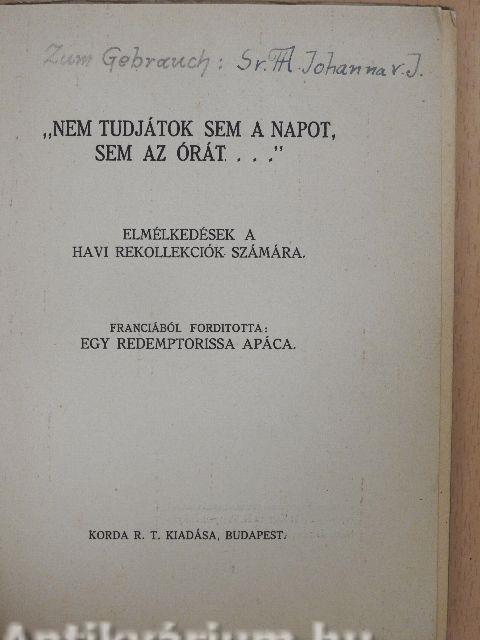 Zum Gebrauch: Sr. M. Johanna v. J.
„NEM TUDJÁTOK SEM A NAPOT,
SEM AZ ÓRÁT. . . ."
ELMÉLKEDÉSEK A
HAVI REKOLLEKCIÓK SZÁMÁRA.
FRANCIÁBÓL FORDITOTTA:
EGY REDEMPTORISSA APÁCA.
KORDA R. T. KIADÁSA, BUDAPEST.
Antikvárium.hu